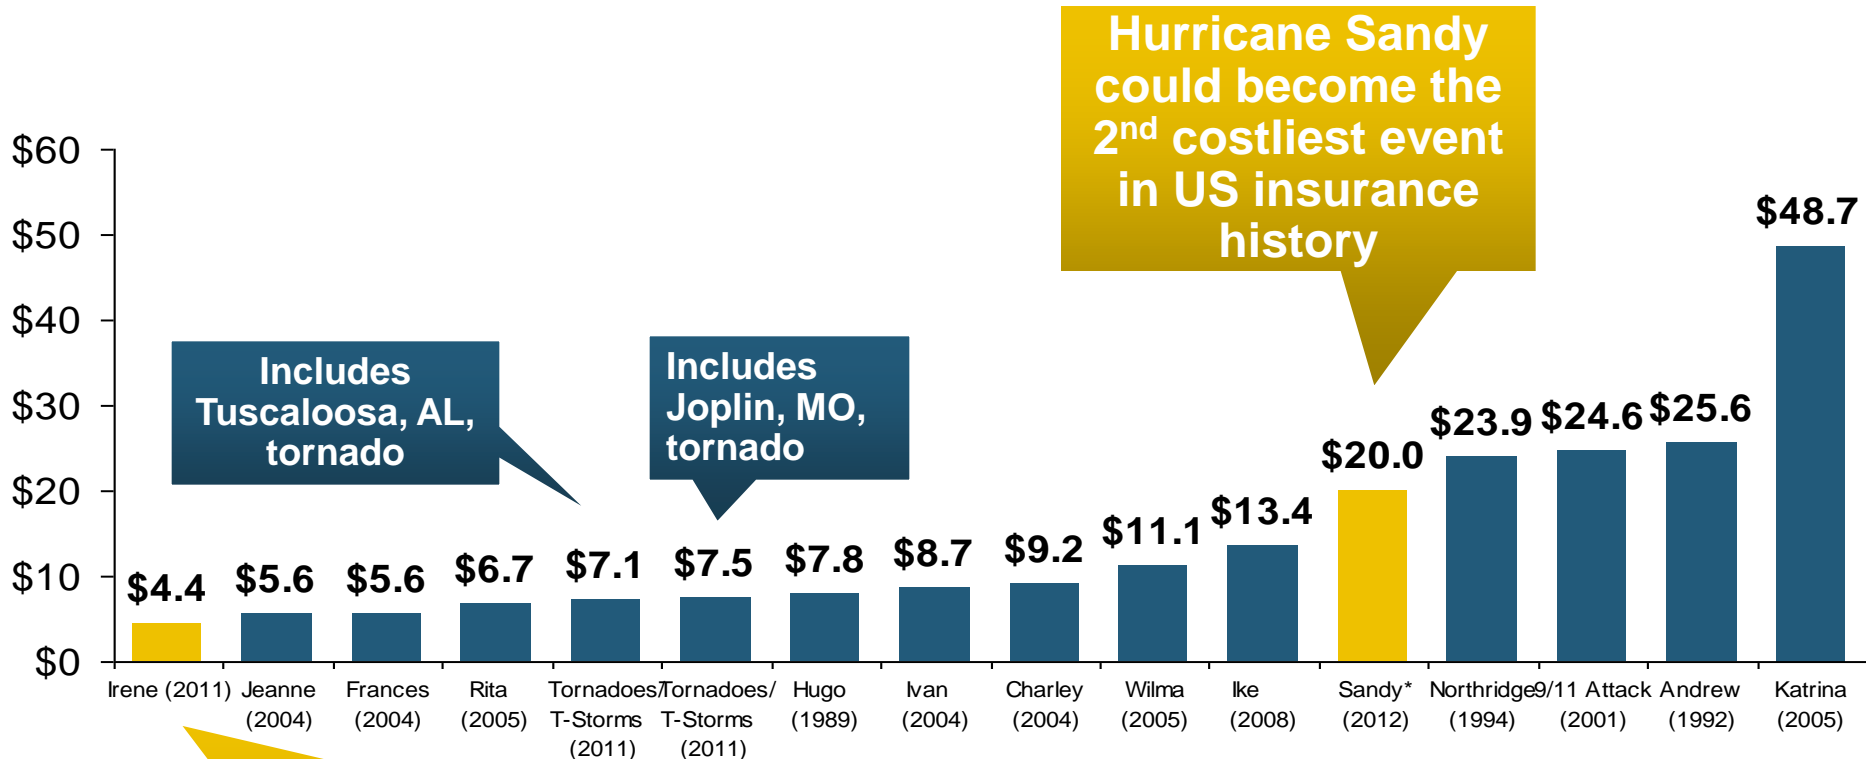 Hurricane Sandy
could become the
2nd costliest event
in US insurance
history
$60
$50
$40
$30
$20
$10
$0
Includes
Tuscaloosa, AL,
tornado
Includes
Joplin, MO,
tornado
$4.4
$5.6
$5.6
$6.7
$7.1
$7.5
$7.8
$8.7
$9.2
$11.1
$13.4
$20.0
$23.9
$24.6
$25.6
$48.7
Irene (2011)
Jeanne
(2004)
Frances
(2004)
Rita
(2005)
Tornadoes/
T-Storms
(2011)
Tornadoes/
T-Storms
(2011)
Hugo
(1989)
Ivan
(2004)
Charley
(2004)
Wilma
(2005)
Ike
(2008)
Sandy*
(2012)
Northridge
(1994)
9/11 Attack
(2001)
Andrew
(1992)
Katrina
(2005)